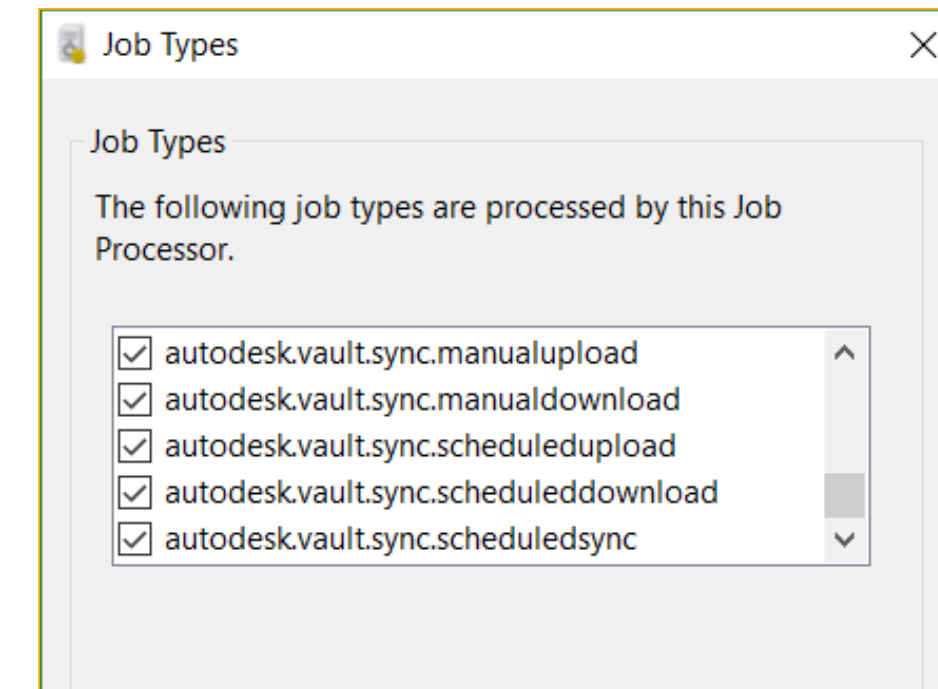 Job Types
Job Types
The following job types are processed by this Job
Processor.
autodesk.vault.sync.manualupload
autodesk.vault.sync.manualdownload
autodesk.vault.sync.scheduledupload
autodesk.vault.sync.scheduleddownload
autodesk.vault.sync.scheduledsync